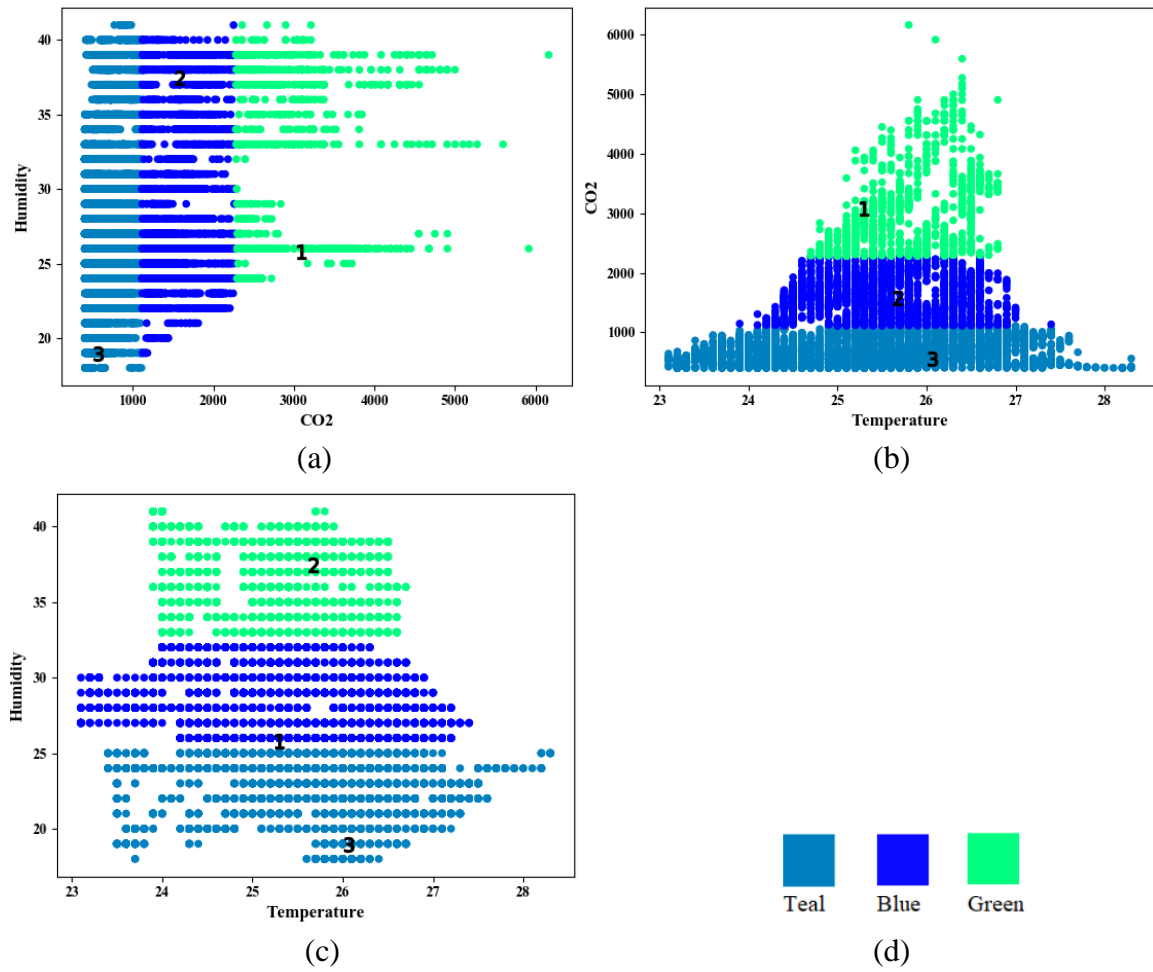 40
35
30
25
20
Humidity
2
1
3
1000 2000 3000 4000 5000 6000
CO2
(a)
6000
5000
4000
3000
2000
1000
CO2
1
2
3
23 24 25 26 27 28
Temperature
(b)
40
35
30
25
20
Humidity
2
1
3
23 24 25 26 27 28
Temperature
(c)
Teal Blue Green
(d)